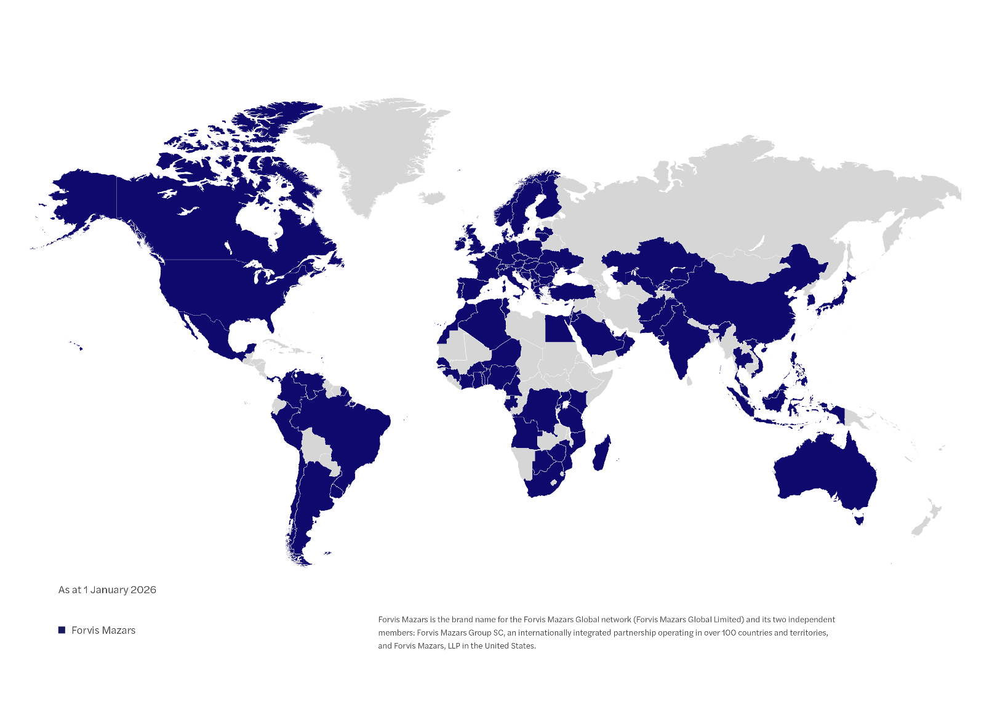 As at 1 January 2026
Forvis Mazars
Forvis Mazars is the brand name for the Forvis Mazars Global network (Forvis Mazars Global Limited) and its two independent
members: Forvis Mazars Group SC, an internationally integrated partnership operating in over 100 countries and territories,
and Forvis Mazars, LLP in the United States.